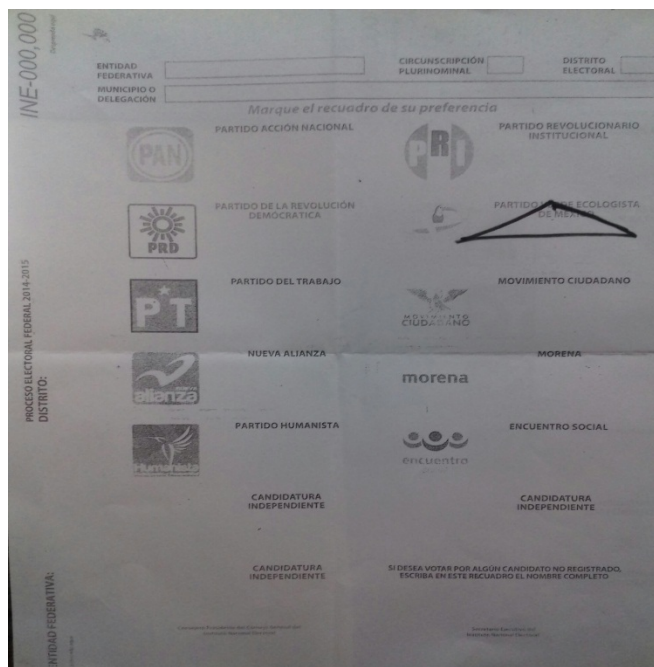 INE-000,000
ENTIDAD FEDERATIVA
CIRCUNSCRIPCIÓN PLURINOMINAL
DISTRITO ELECTORAL
MUNICIPIO O DELEGACIÓN
Marque el recuadro de su preferencia
PAN
PARTIDO ACCIÓN NACIONAL
PRI
PARTIDO REVOLUCIONARIO INSTITUCIONAL
PRD
PARTIDO DE LA REVOLUCIÓN DEMOCRÁTICA
PARTIDO DE ECOLOGISTA DE MÉXICO
PT
PARTIDO DEL TRABAJO
MOVIMIENTO CIUDADANO
MOVIMIENTO CIUDADANO
alianza
NUEVA ALIANZA
morena
MORENA
Humanista
PARTIDO HUMANISTA
encuentro
ENCUENTRO SOCIAL
CANDIDATURA INDEPENDIENTE
CANDIDATURA INDEPENDIENTE
CANDIDATURA INDEPENDIENTE
SI DESEA VOTAR POR ALGÚN CANDIDATO NO REGISTRADO,
ESCRIBA EN ESTE RECUADRO EL NOMBRE COMPLETO
PROCESO ELECTORAL FEDERAL 2014-2015
DISTRITO:
ENTIDAD FEDERATIVA: